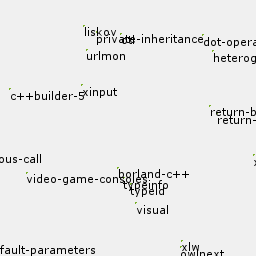 liskov
private-inheritance
dot-opera
urlmon
heterog
xinput
c++builder-5
return-b
return-
ous-call
borland-c++
video-game-consoles
typeinfo
typeid
visual
xlw
fault-parameters
owlnext